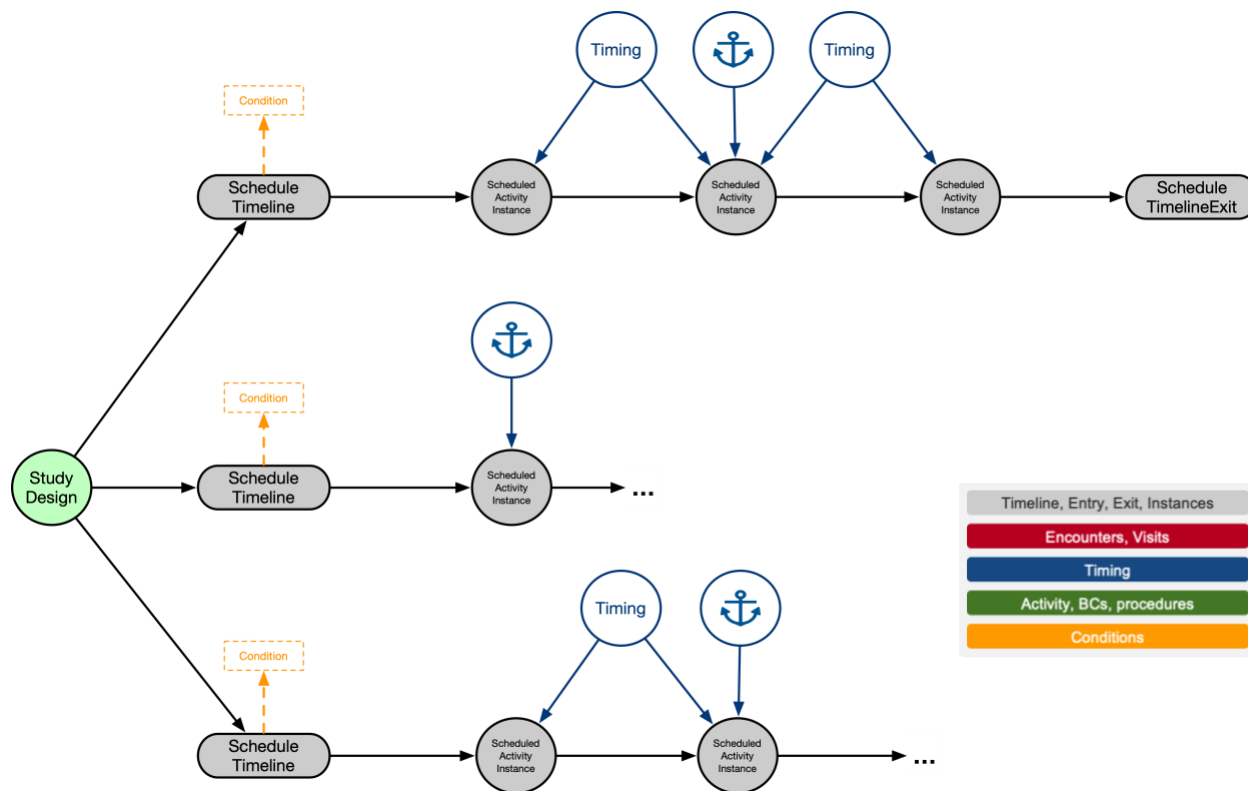 Timing
Timing
Condition
Schedule
Timeline
Scheduled
Activity
Instance
Scheduled
Activity
Instance
Scheduled
Activity
Instance
Schedule
TimelineExit
Condition
Study
Design
Schedule
Timeline
Scheduled
Activity
Instance
...
Timeline, Entry, Exit, Instances
Encounters, Visits
Timing
Activity, BCs, procedures
Conditions
Timing
Condition
Schedule
Timeline
Scheduled
Activity
Instance
Scheduled
Activity
Instance
...